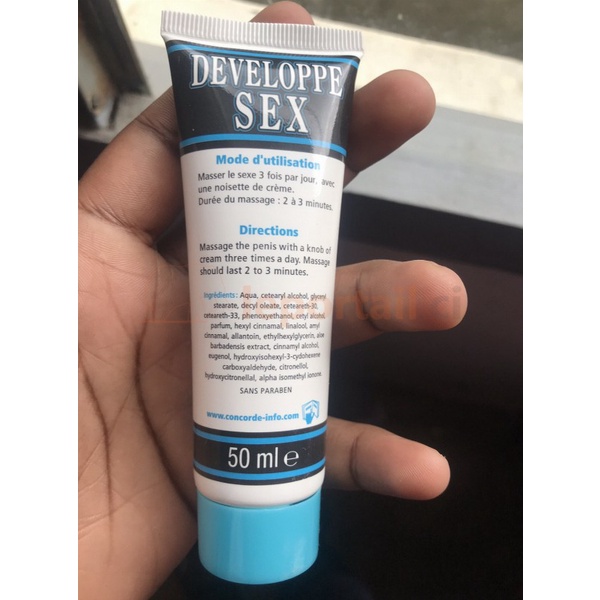 DEVELOPPE
SEX
Mode d'utilisation
Masser le sexe 3 fois par jour, avec
une noisette de crème.
Durée du massage : 2 à 3 minutes.
Directions
Massage the penis with a knob of
cream three times a day. Massage
should last 2 to 3 minutes.
Ingrédients: Aqua, cetearyl alcohol, glyceryl
stearate, decyl oleate, ceteareth-30,
ceteareth-33, phenoxyethanol, cetyl alcohol,
parfum, hexyl cinnamal, linalool, amyl
cinnamal, allantoin, ethylhexylglycerin, aloe
barbadensis extract, cinnamyl alcohol,
eugenol, hydroxyisohexyl-3-cydohexene
carboxyaldehyde, citronellol,
hydroxycitronellal, alpha isomethyl ionone.
SANS PARABEN
www.concorde-info.com
50 ml e